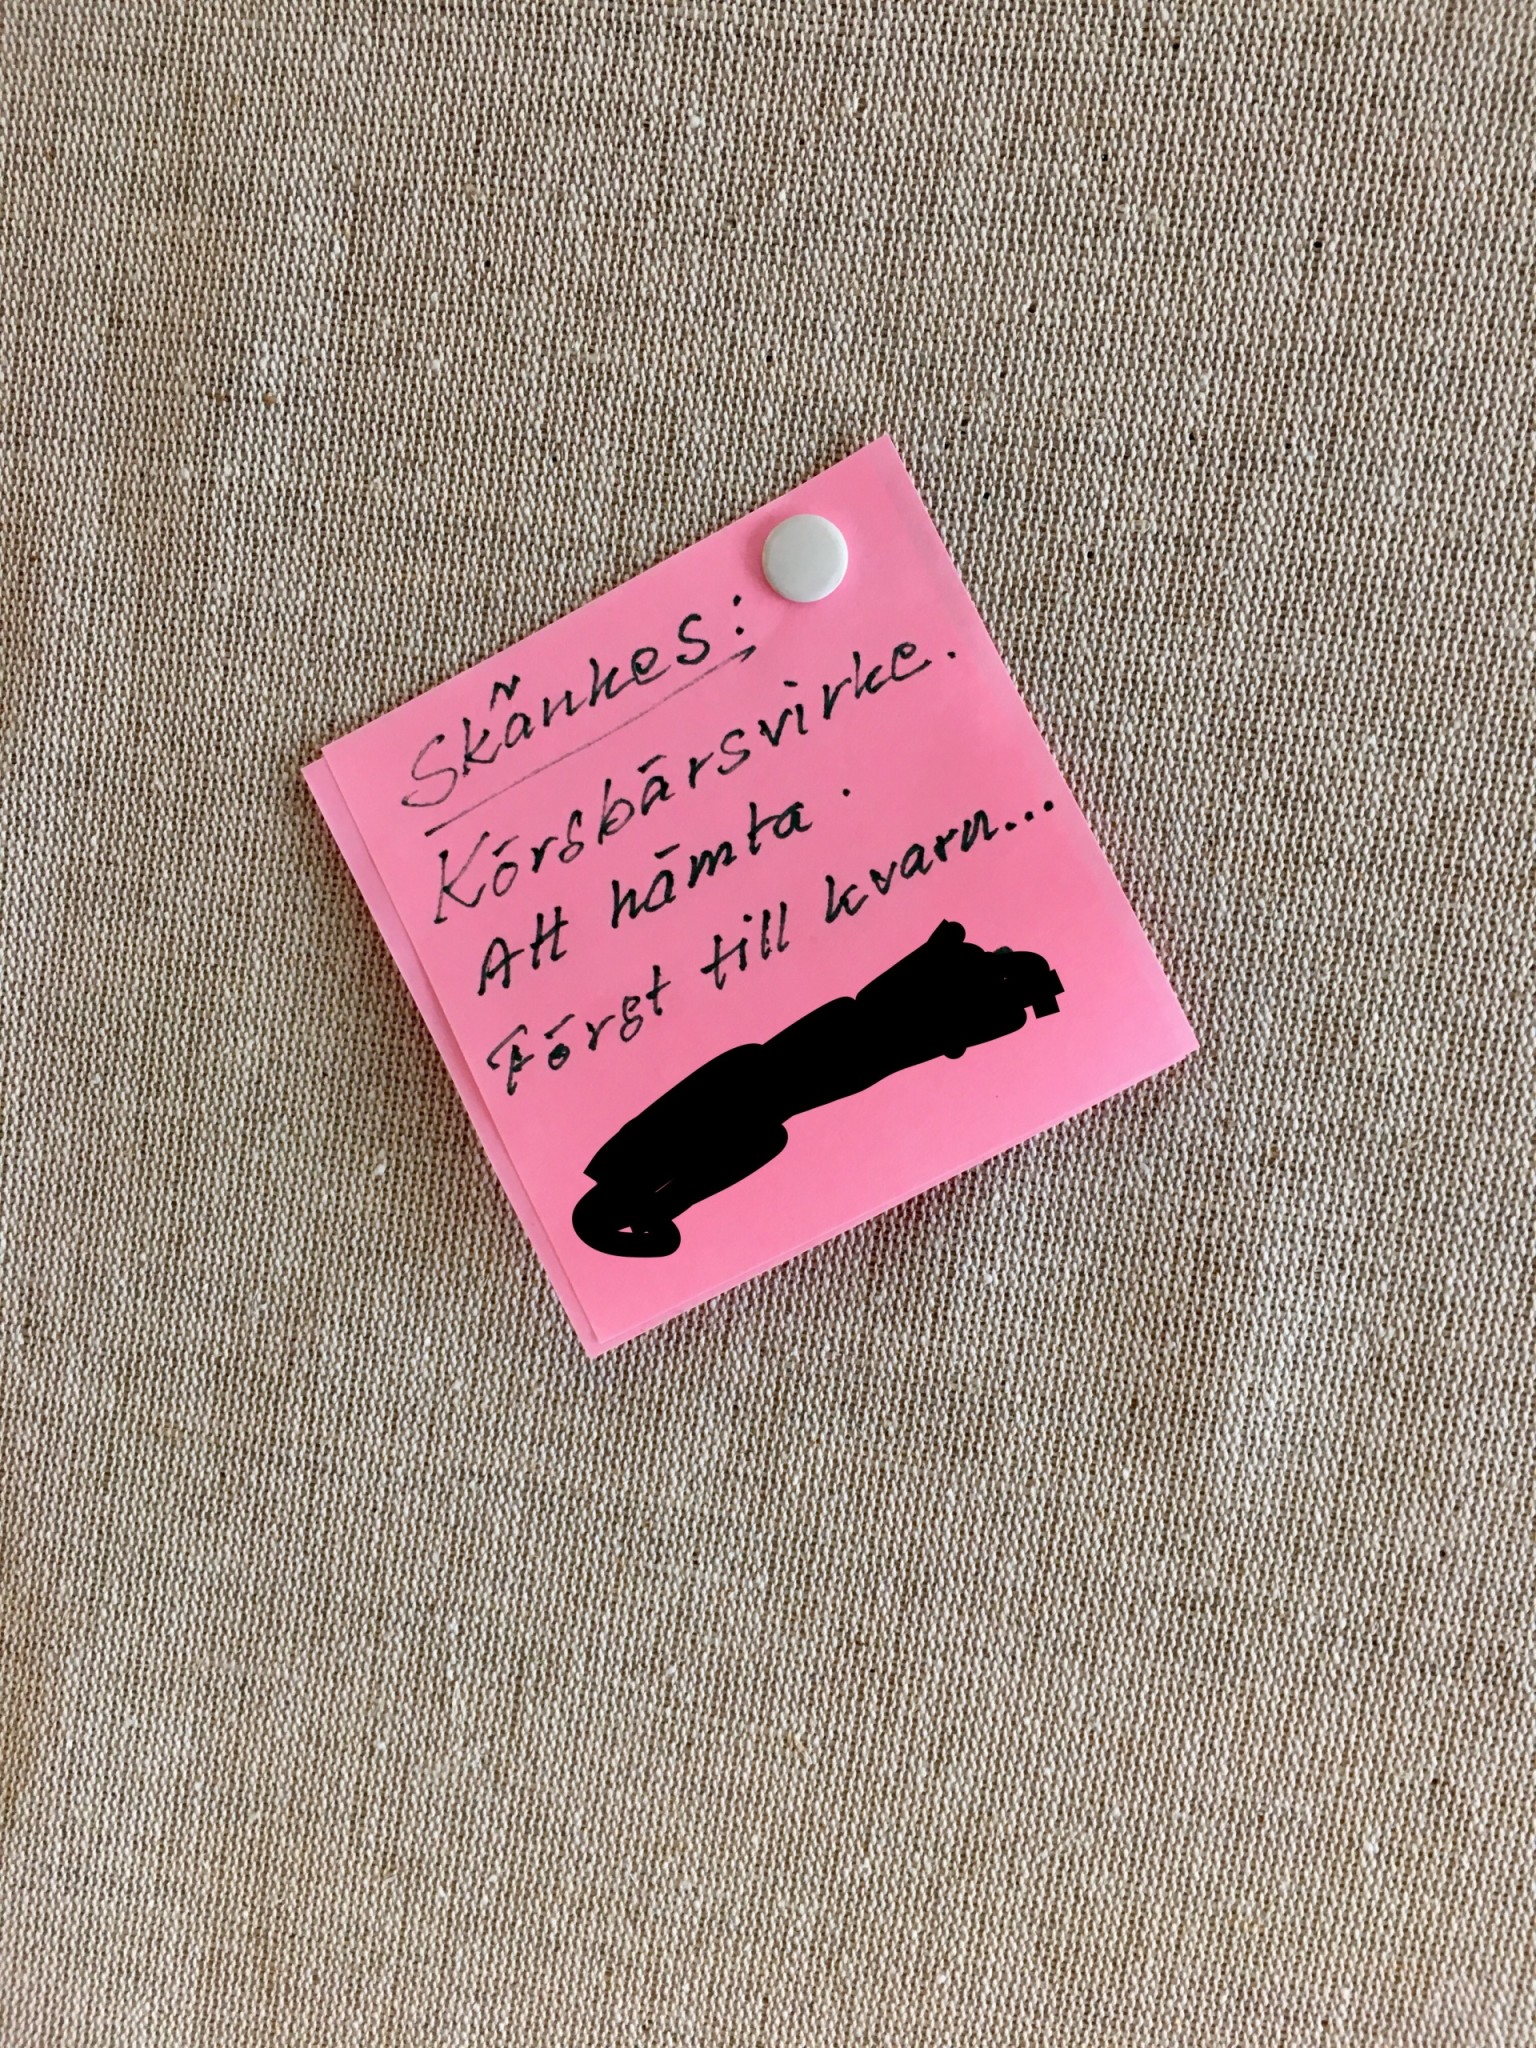 Skänkes:
Körsbärsvirke.
Att hämta.
Först till kvarn...